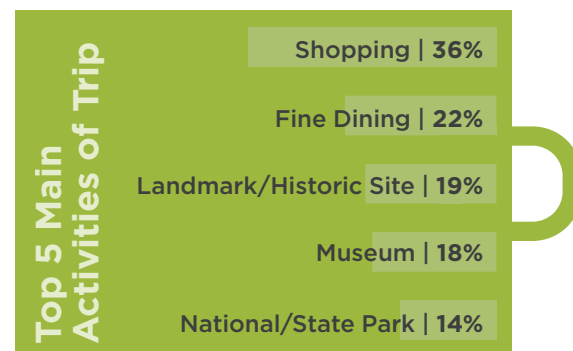 Top 5 Main
Activities of Trip
Shopping | 36%
Fine Dining | 22%
Landmark/Historic Site | 19%
Museum | 18%
National/State Park | 14%